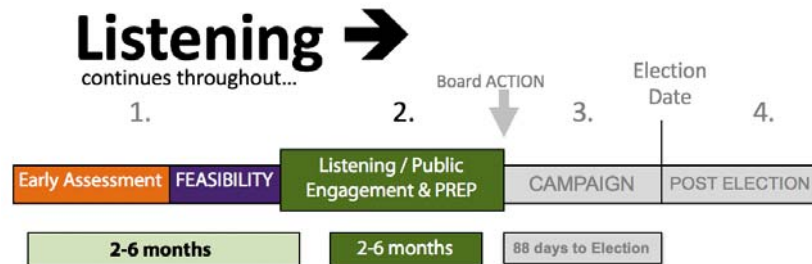 Listening
continues throughout...
1.
2.
Board ACTION
3.
Election
Date
4.
Early Assessment
FEASIBILITY
Listening / Public
Engagement & PREP
CAMPAIGN
POST ELECTION
2-6 months
2-6 months
88 days to Election